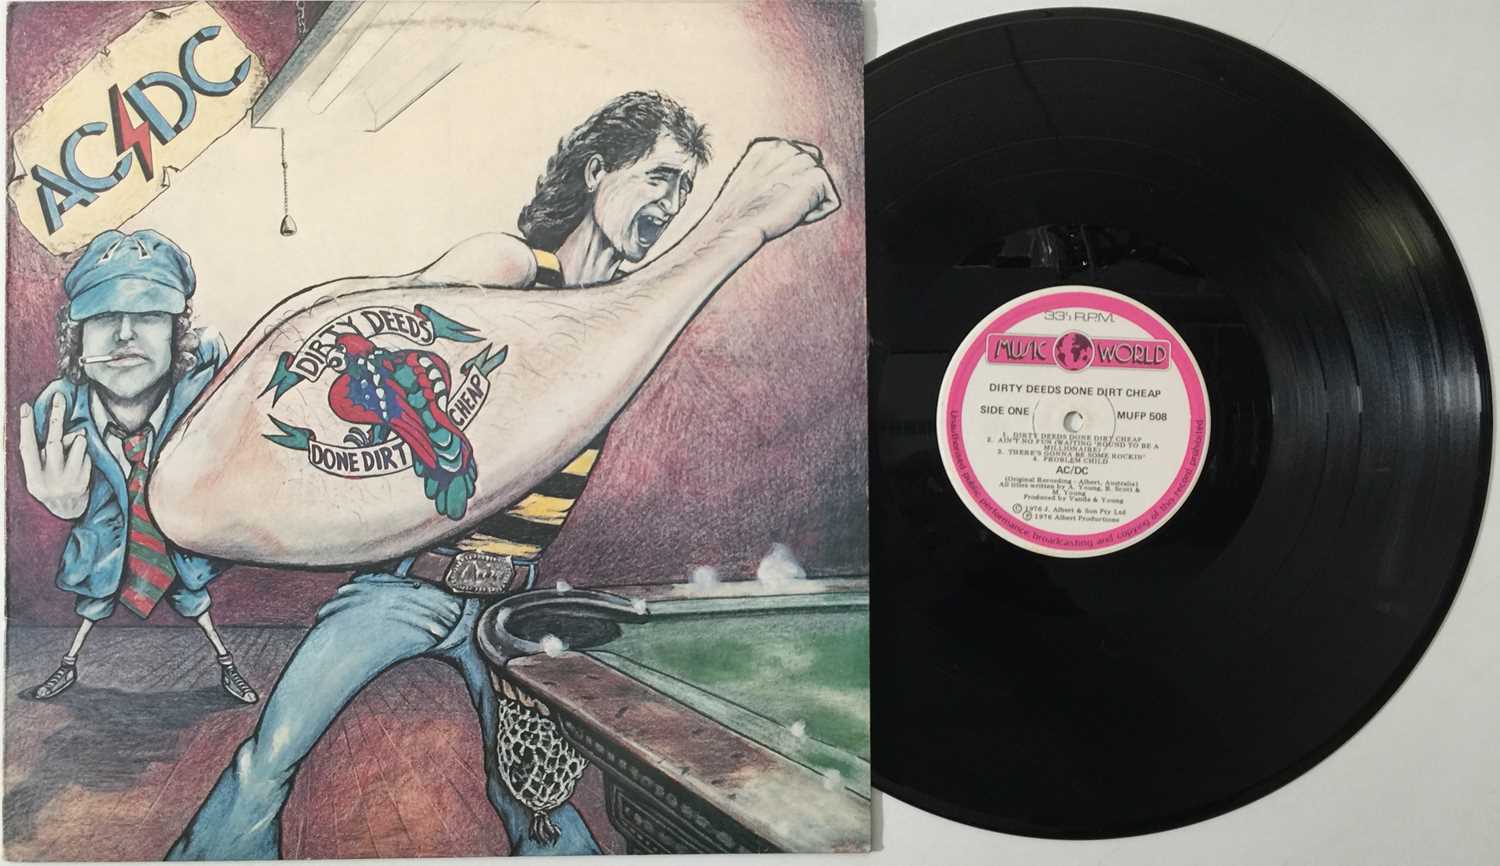 AC/DC
DIRTY DEEDS
DONE DIRT
CHEAP
33⅓ R.P.M.
MUSIC WORLD
DIRTY DEEDS DONE DIRT CHEAP
SIDE ONE
MUFP 508
1. DIRTY DEEDS DONE DIRT CHEAP
2. AIN'T NO FUN (WAITING 'ROUND TO BE A
MILLIONAIRE)
3. THERE'S GONNA BE SOME ROCKIN'
4. PROBLEM CHILD
AC/DC
(Original Recording - Albert, Australia)
All titles written by A. Young, B. Scott &
M. Young
Produced by Vanda & Young
© 1976 J. Albert & Son Pty Ltd
℗ 1976 Albert Productions
Unauthorised public performance broadcasting and copying of this record prohibited